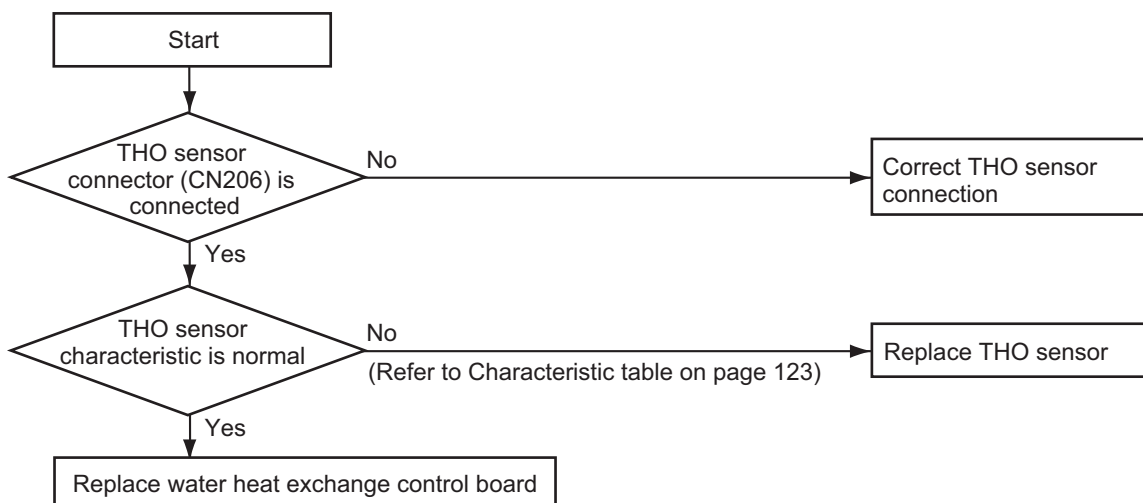 Start
THO sensor
connector (CN206) is
connected
No
Correct THO sensor
connection
Yes
THO sensor
characteristic is normal
No
(Refer to Characteristic table on page 123)
Replace THO sensor
Yes
Replace water heat exchange control board